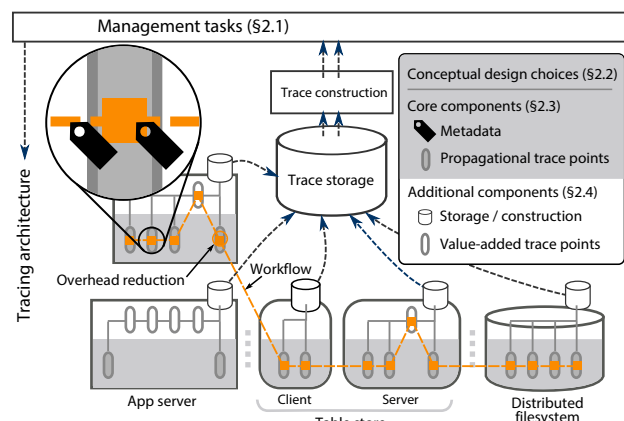 Management tasks (§2.1)
Conceptual design choices (§2.2)
Core components (§2.3)
Metadata
Propagational trace points
Additional components (§2.4)
Storage / construction
Value-added trace points
Trace construction
Trace storage
Tracing architecture
Overhead reduction
Workflow
App server
Client
Server
Distributed
filesystem
Table store